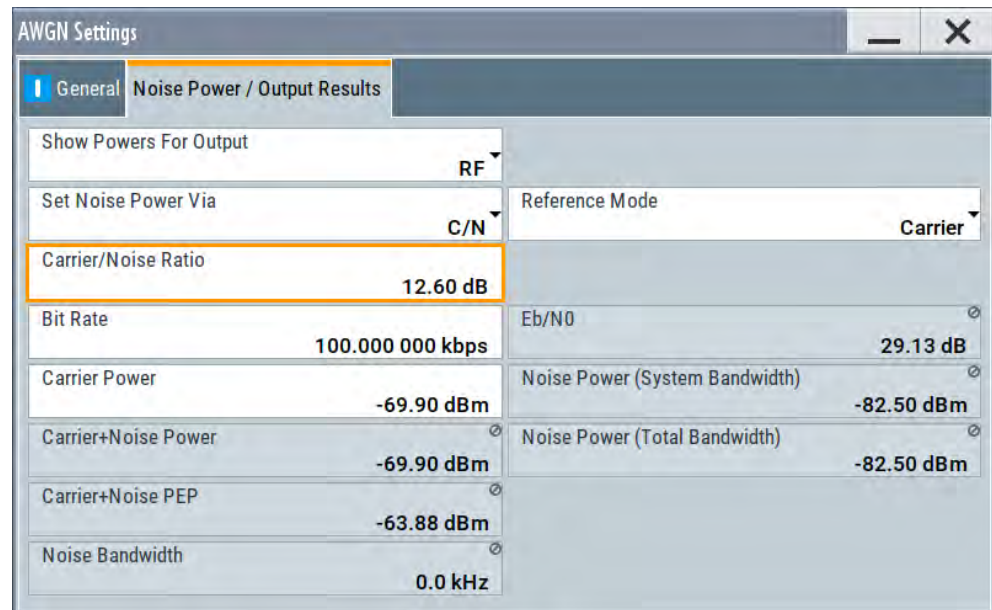 AWGN Settings
General Noise Power / Output Results
Show Powers For Output
RF
Set Noise Power Via
C/N
Reference Mode
Carrier
Carrier/Noise Ratio
12.60 dB
Bit Rate
100.000 000 kbps
Eb/N0
29.13 dB
Carrier Power
-69.90 dBm
Noise Power (System Bandwidth)
-82.50 dBm
Carrier+Noise Power
-69.90 dBm
Noise Power (Total Bandwidth)
-82.50 dBm
Carrier+Noise PEP
-63.88 dBm
Noise Bandwidth
0.0 kHz